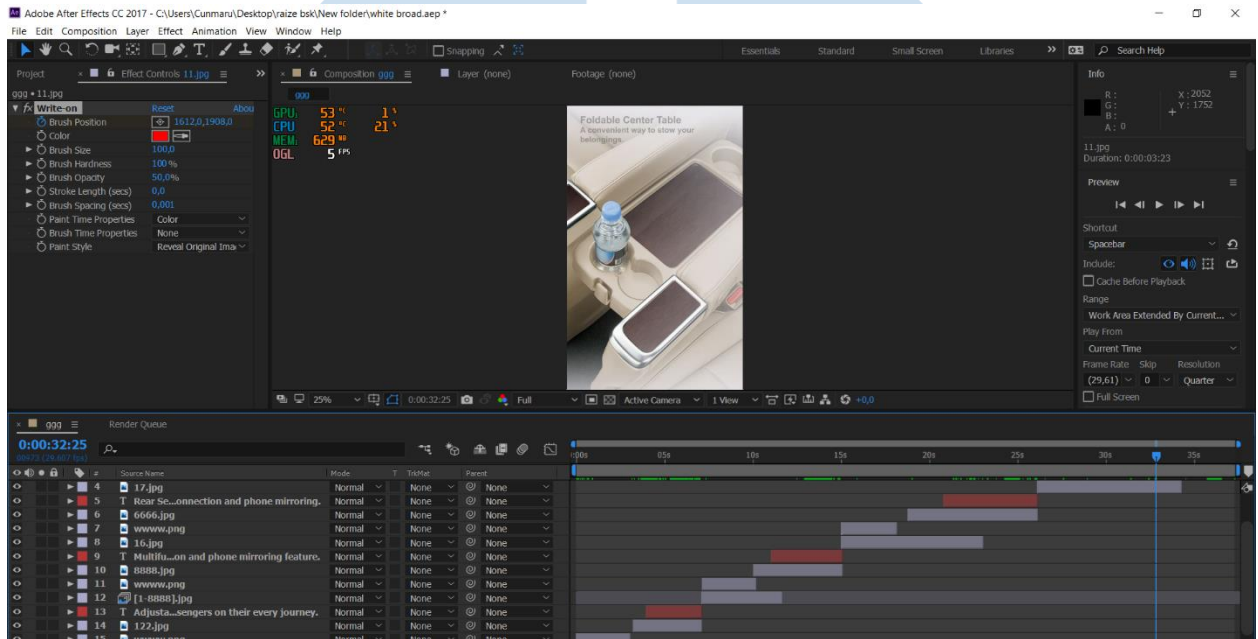 Adobe After Effects CC 2017 - C:\Users\Cunmaru\Desktop\raize bsk\New folder\white broad.aep *
File Edit Composition Layer Effect Animation View Window Help
Snapping Essentials Standard Small Screen Libraries Search Help
Project Effect Controls 11.jpg Composition ggg Layer (none) Footage (none) Info
ggg • 11.jpg
ggg
R :
G :
B :
A : 0
X : 2052
Y : 1752
fx Write-on Reset Abou
Brush Position 1612,0,1908,0
Color
Brush Size 100,0
Brush Hardness 100 %
Brush Opacity 50,0%
Stroke Length (secs) 0,0
Brush Spacing (secs) 0,001
Paint Time Properties Color
Brush Time Properties None
Paint Style Reveal Original Ima
GPU 53 °C 1 %
CPU 52 °C 21 %
MEM 629 MB
OGL 5 FPS
Foldable Center Table
A convenient way to stow your
belongings.
11.jpg
Duration: 0:00:03:23
Preview
Shortcut
Spacebar
Include:
Cache Before Playback
Range
Work Area Extended By Current...
Play From
Current Time
Frame Rate Skip Resolution
(29,61) 0 Quarter
Full Screen
25% 0:00:32:25 Full Active Camera 1 View +0,0
ggg Render Queue
0:00:32:25
:00s 05s 10s 15s 20s 25s 30s 35s
# Source Name Mode T TrkMat Parent
4 17.jpg Normal None None
5 T Rear Se...onnection and phone mirroring. Normal None None
6 6666.jpg Normal None None
7 wwww.png Normal None None
8 16.jpg Normal None None
9 T Multifu...on and phone mirroring feature. Normal None None
10 8888.jpg Normal None None
11 wwww.png Normal None None
12 [1-8888].jpg Normal None None
13 T Adjusta...sengers on their every journey. Normal None None
14 122.jpg Normal None None
15